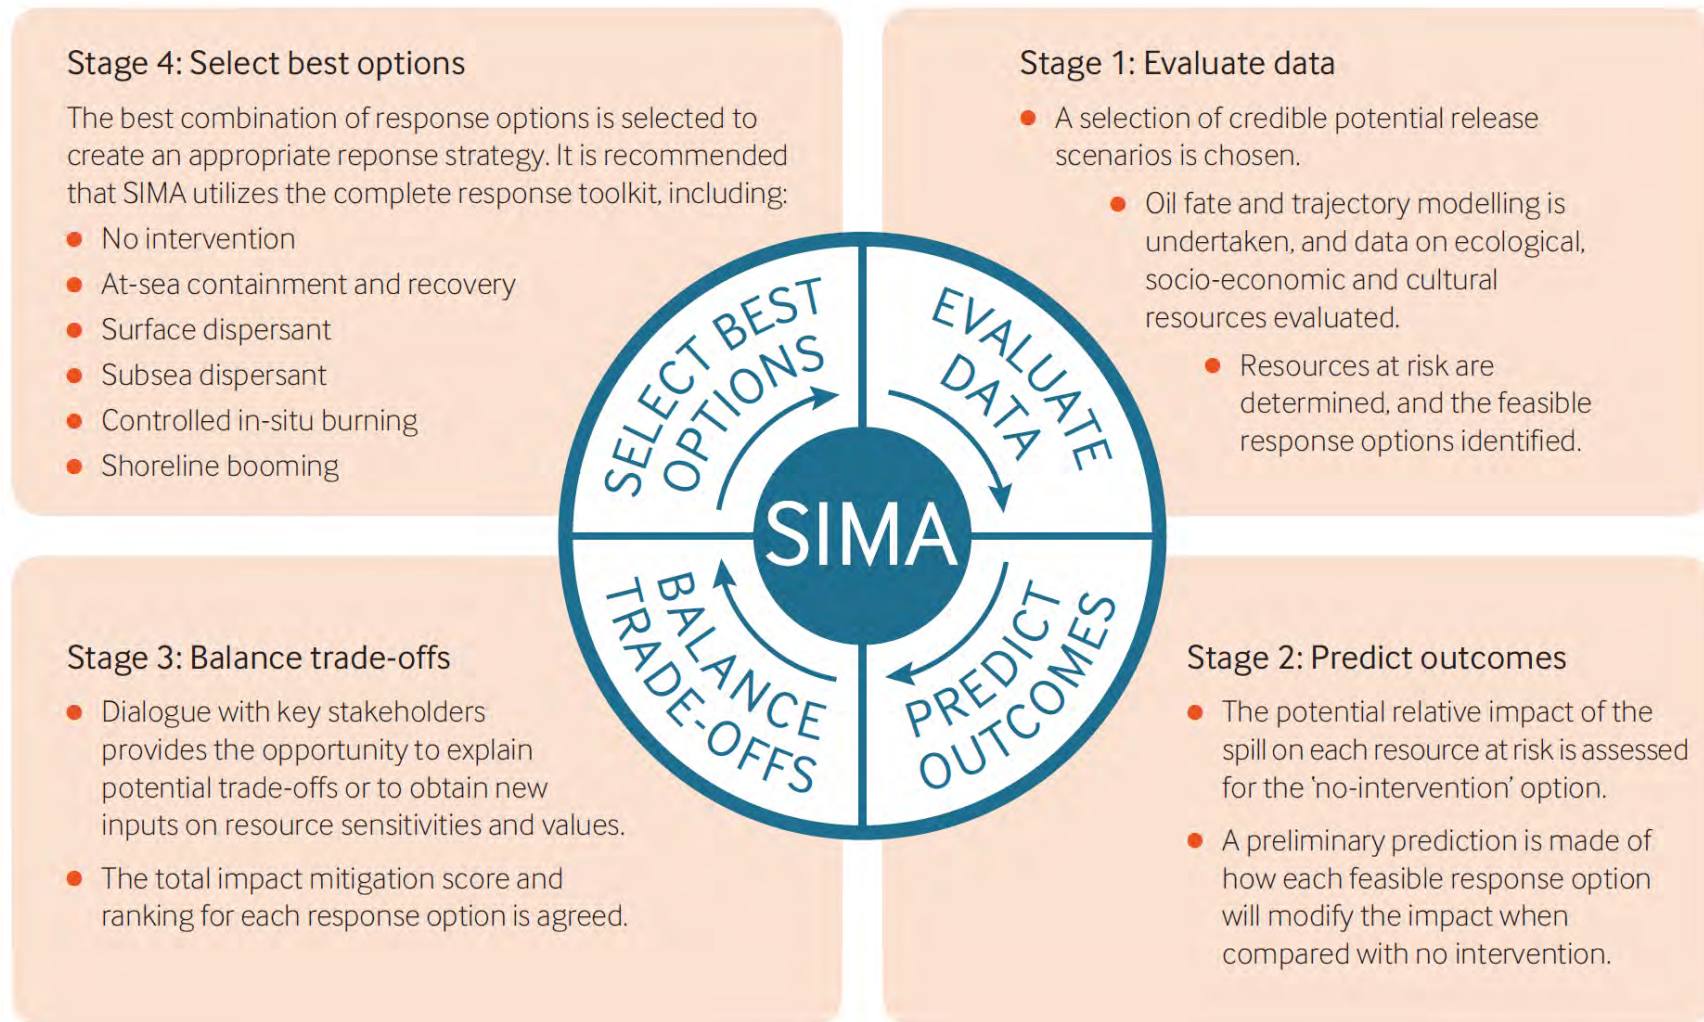 Stage 4: Select best options
The best combination of response options is selected to
create an appropriate reponse strategy. It is recommended
that SIMA utilizes the complete response toolkit, including:
No intervention
At-sea containment and recovery
Surface dispersant
Subsea dispersant
Controlled in-situ burning
Shoreline booming
Stage 1: Evaluate data
A selection of credible potential release
scenarios is chosen.
Oil fate and trajectory modelling is
undertaken, and data on ecological,
socio-economic and cultural
resources evaluated.
Resources at risk are
determined, and the feasible
response options identified.
SELECT BEST
OPTIONS
EVALUATE
DATA
SIMA
BALANCE
TRADE-OFFS
PREDICT
OUTCOMES
Stage 3: Balance trade-offs
Dialogue with key stakeholders
provides the opportunity to explain
potential trade-offs or to obtain new
inputs on resource sensitivities and values.
The total impact mitigation score and
ranking for each response option is agreed.
Stage 2: Predict outcomes
The potential relative impact of the
spill on each resource at risk is assessed
for the ‘no-intervention’ option.
A preliminary prediction is made of
how each feasible response option
will modify the impact when
compared with no intervention.